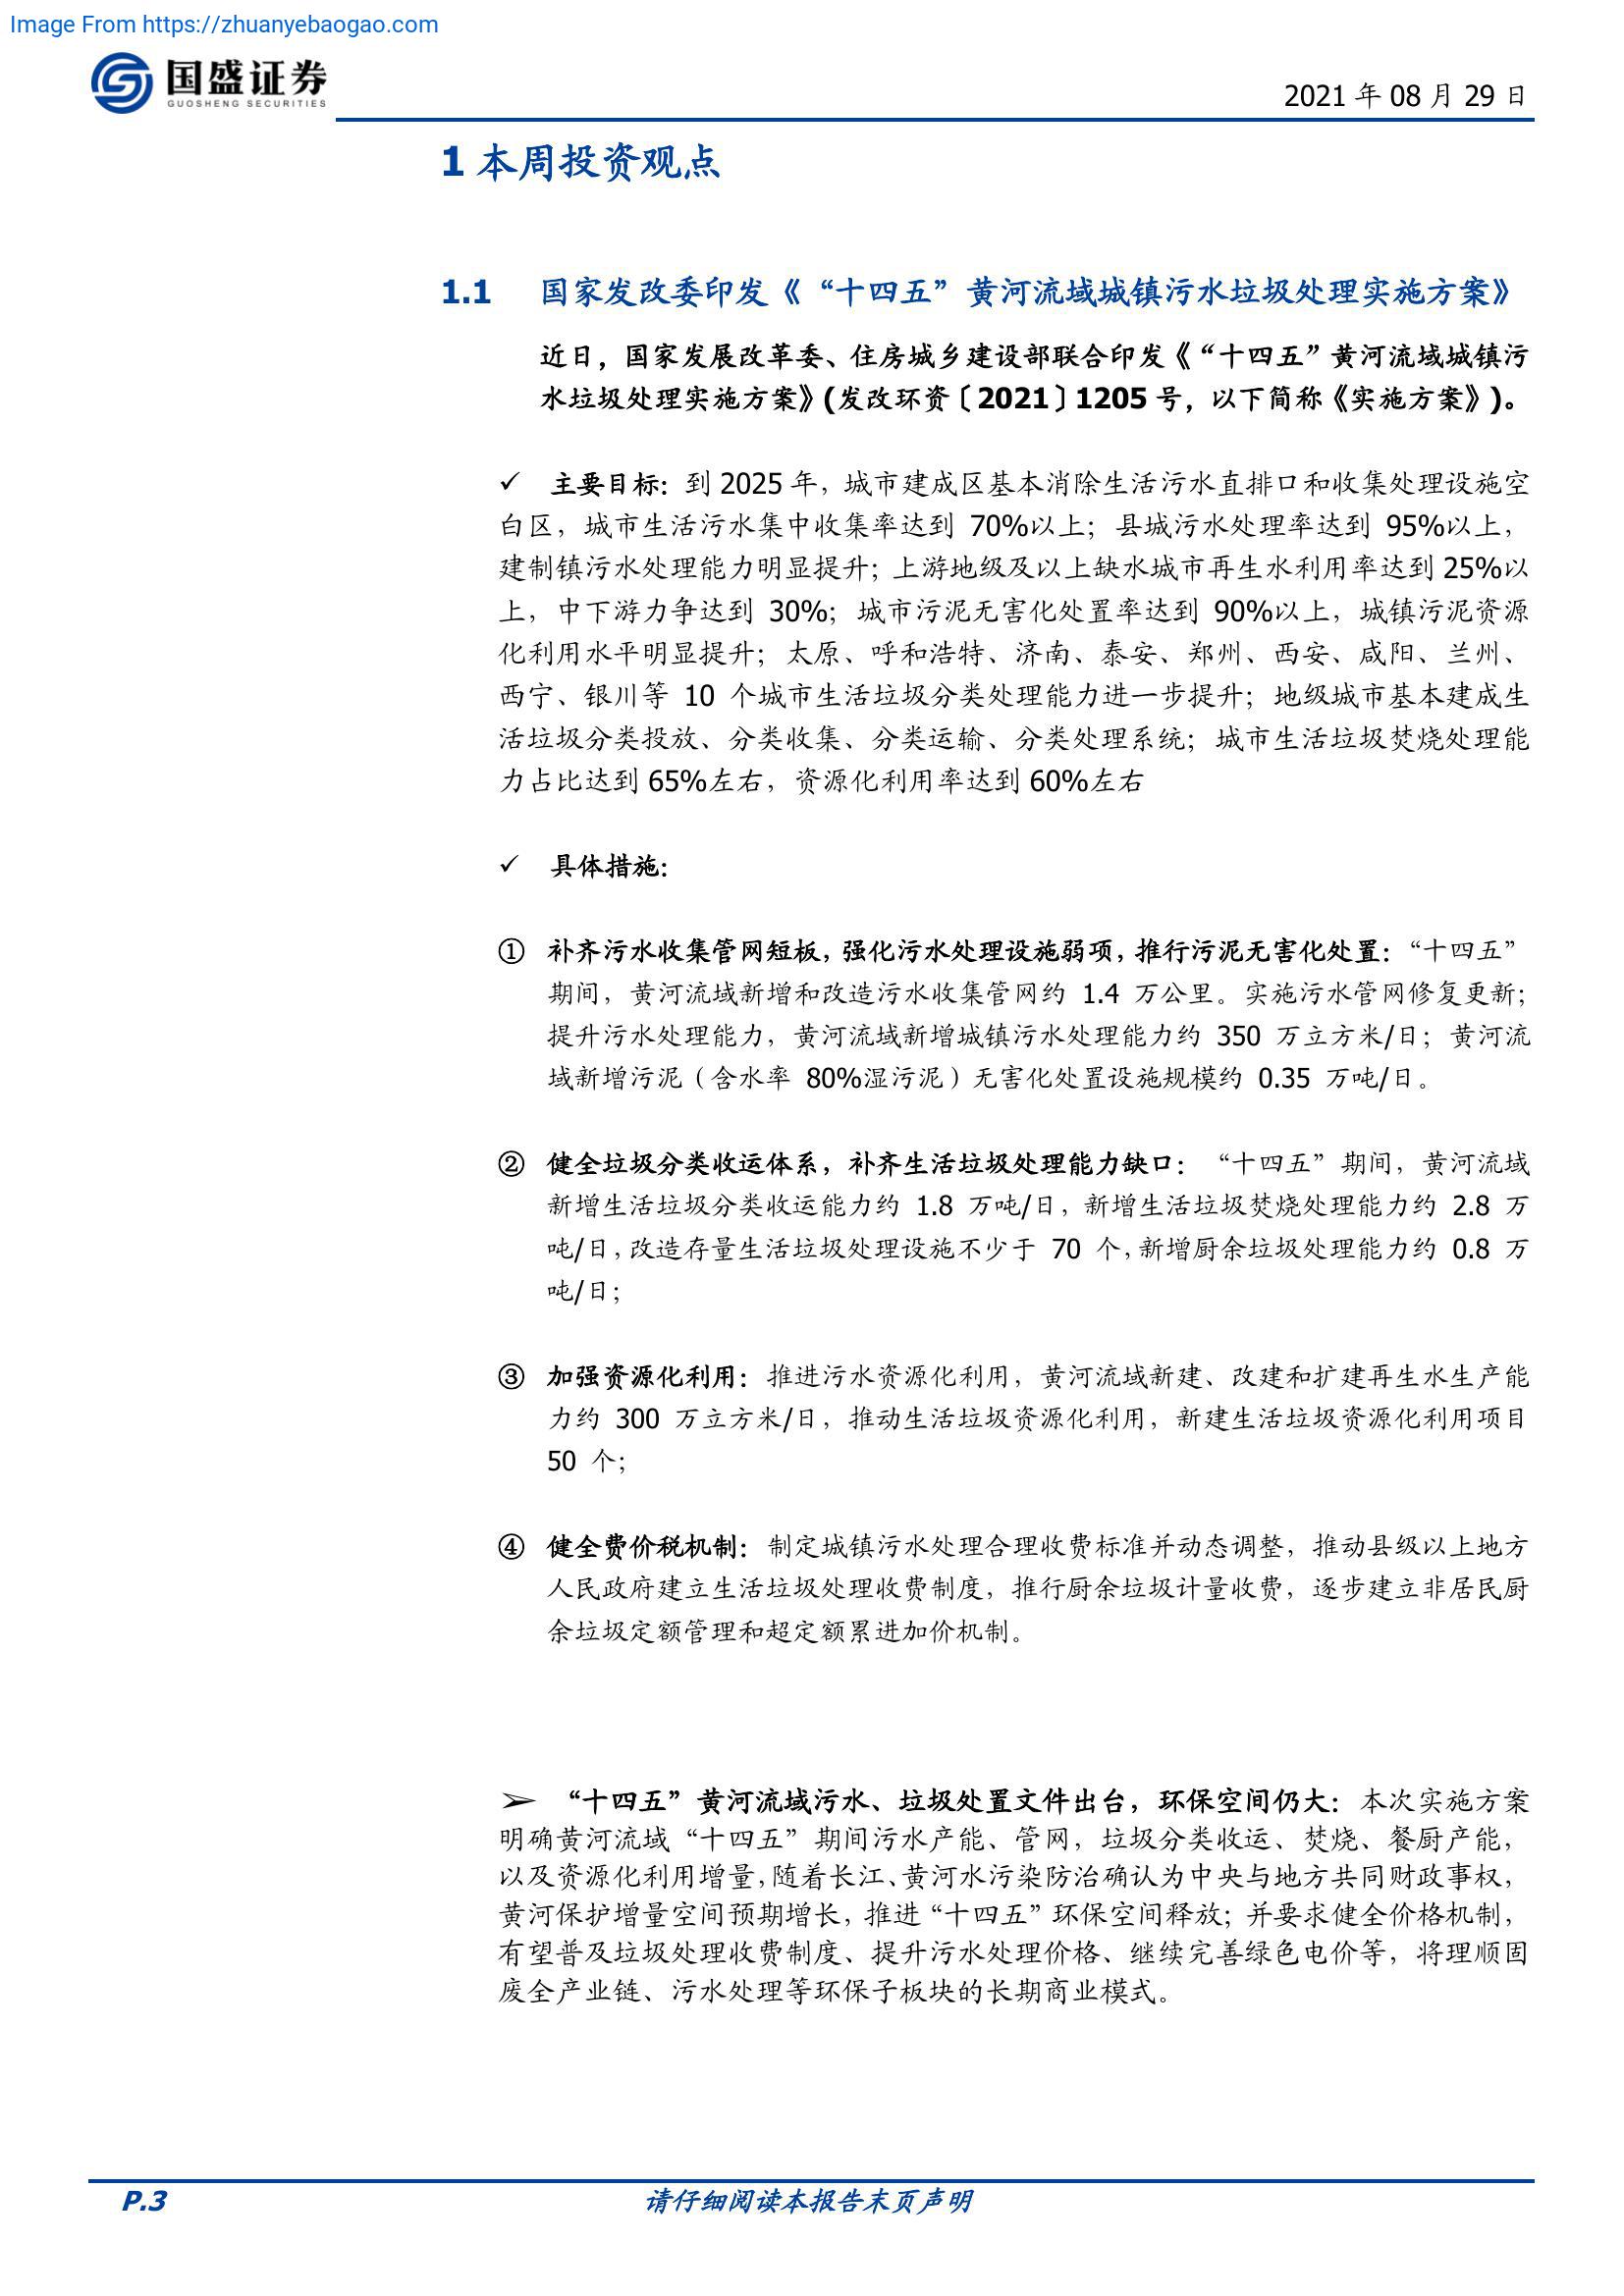 Image From https://zhuanyebaogao.com
国盛证券
GUOSHENG SECURITIES
2021 年 08 月 29 日
1 本周投资观点
1.1 国家发改委印发《“十四五”黄河流域城镇污水垃圾处理实施方案》
近日，国家发展改革委、住房城乡建设部联合印发《“十四五”黄河流域城镇污
水垃圾处理实施方案》(发改环资〔2021〕1205 号，以下简称《实施方案》)。
✓ 主要目标：到 2025 年，城市建成区基本消除生活污水直排口和收集处理设施空
白区，城市生活污水集中收集率达到 70%以上；县城污水处理率达到 95%以上，
建制镇污水处理能力明显提升；上游地级及以上缺水城市再生水利用率达到 25%以
上，中下游力争达到 30%；城市污泥无害化处置率达到 90%以上，城镇污泥资源
化利用水平明显提升；太原、呼和浩特、济南、泰安、郑州、西安、咸阳、兰州、
西宁、银川等 10 个城市生活垃圾分类处理能力进一步提升；地级城市基本建成生
活垃圾分类投放、分类收集、分类运输、分类处理系统；城市生活垃圾焚烧处理能
力占比达到 65%左右，资源化利用率达到 60%左右
✓ 具体措施：
① 补齐污水收集管网短板，强化污水处理设施弱项，推行污泥无害化处置：“十四五”
期间，黄河流域新增和改造污水收集管网约 1.4 万公里。实施污水管网修复更新；
提升污水处理能力，黄河流域新增城镇污水处理能力约 350 万立方米/日；黄河流
域新增污泥（含水率 80%湿污泥）无害化处置设施规模约 0.35 万吨/日。
② 健全垃圾分类收运体系，补齐生活垃圾处理能力缺口：“十四五”期间，黄河流域
新增生活垃圾分类收运能力约 1.8 万吨/日，新增生活垃圾焚烧处理能力约 2.8 万
吨/日，改造存量生活垃圾处理设施不少于 70 个，新增厨余垃圾处理能力约 0.8 万
吨/日；
③ 加强资源化利用：推进污水资源化利用，黄河流域新建、改建和扩建再生水生产能
力约 300 万立方米/日，推动生活垃圾资源化利用，新建生活垃圾资源化利用项目
50 个；
④ 健全费价税机制：制定城镇污水处理合理收费标准并动态调整，推动县级以上地方
人民政府建立生活垃圾处理收费制度，推行厨余垃圾计量收费，逐步建立非居民厨
余垃圾定额管理和超定额累进加价机制。
➢ “十四五”黄河流域污水、垃圾处置文件出台，环保空间仍大：本次实施方案
明确黄河流域“十四五”期间污水产能、管网，垃圾分类收运、焚烧、餐厨产能，
以及资源化利用增量，随着长江、黄河水污染防治确认为中央与地方共同财政事权，
黄河保护增量空间预期增长，推进“十四五”环保空间释放；并要求健全价格机制，
有望普及垃圾处理收费制度、提升污水处理价格、继续完善绿色电价等，将理顺固
废全产业链、污水处理等环保子板块的长期商业模式。
P.3
请仔细阅读本报告末页声明